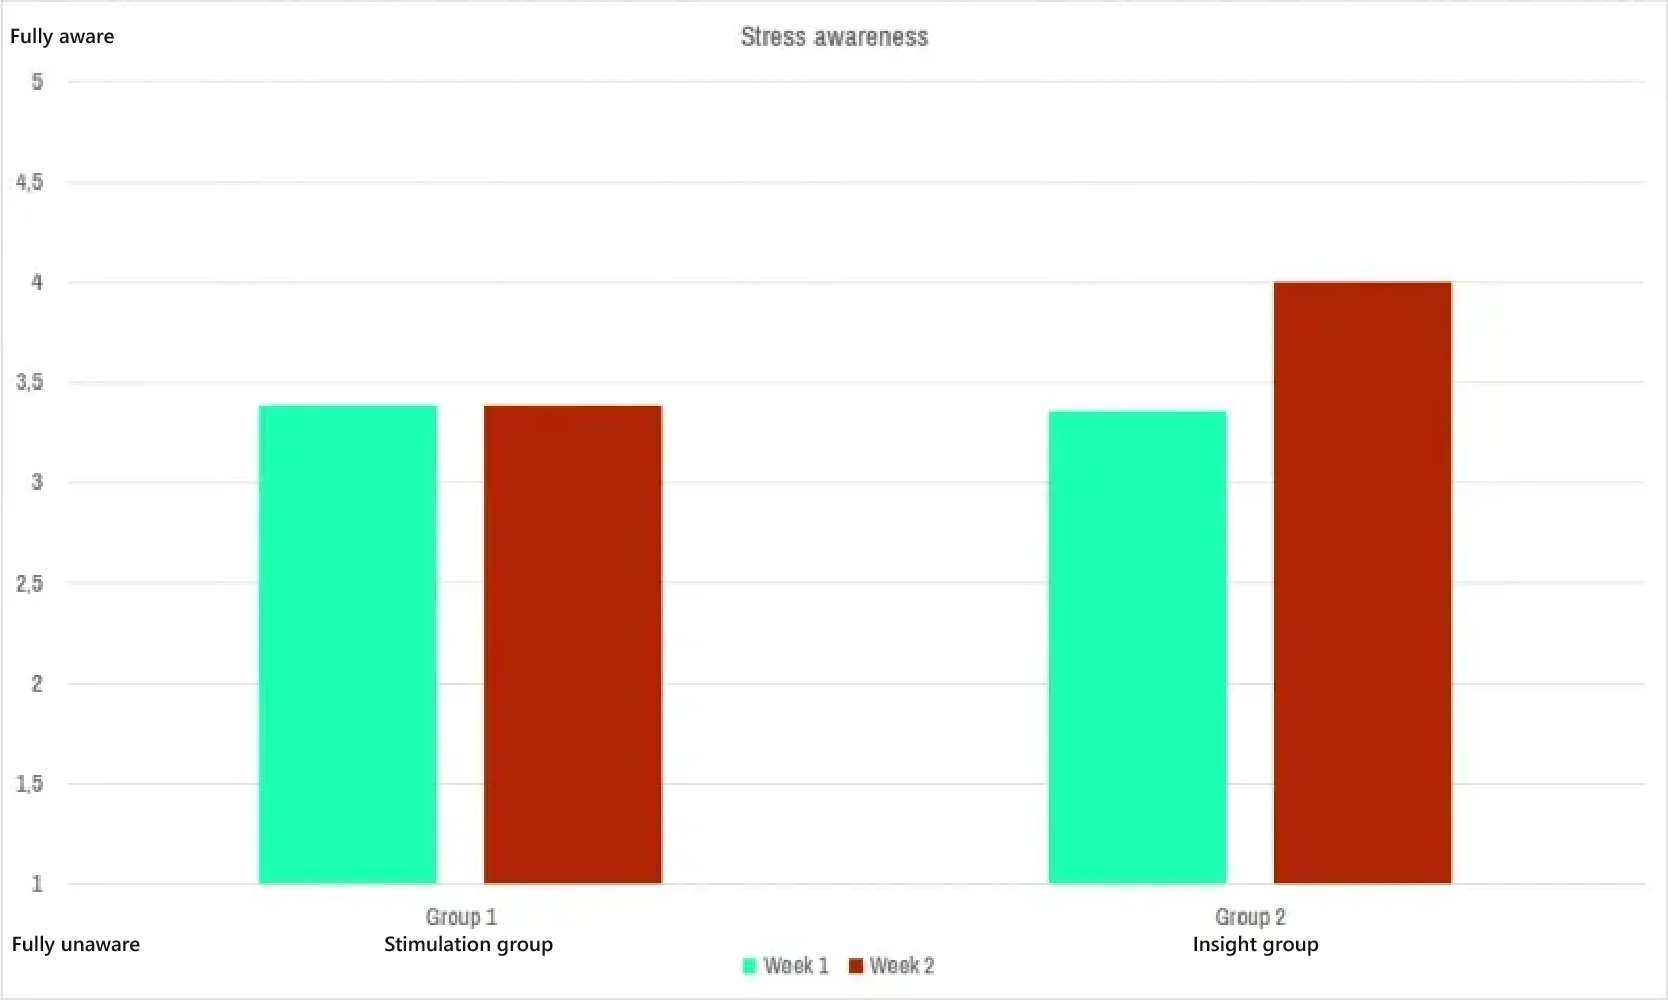 Fully aware
Stress awareness
5
4,5
4
3,5
3
2,5
2
1,5
1
Group 1
Group 2
Fully unaware
Stimulation group
Insight group
Week 1
Week 2